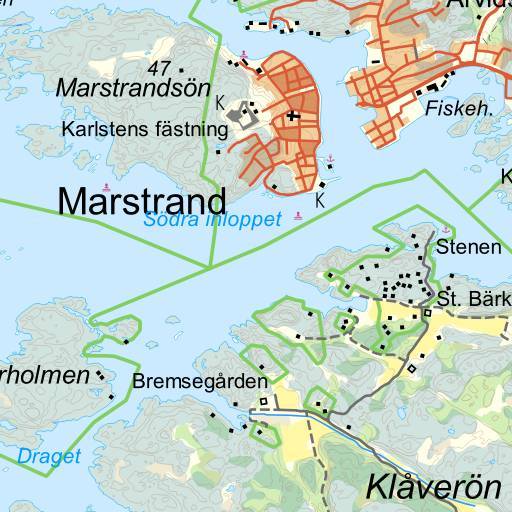 Arvids
47
Marstrandsön
K
Fiskeh.
Karlstens fästning
K
Marstrand
K
Södra inloppet
Stenen
St. Bärk
rholmen
Bremsegården
Draget
Klåverön